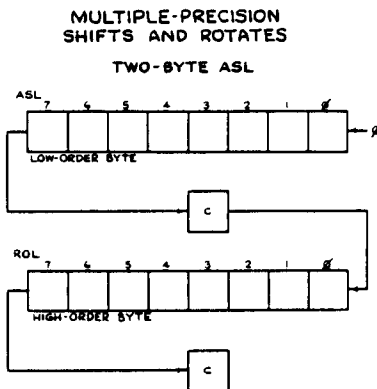 MULTIPLE-PRECISION
SHIFTS AND ROTATES
TWO-BYTE ASL
ASL
7 6 5 4 3 2 1 Ø
Ø
LOW-ORDER BYTE
C
ROL
7 6 5 4 3 2 1 Ø
HIGH-ORDER BYTE
C